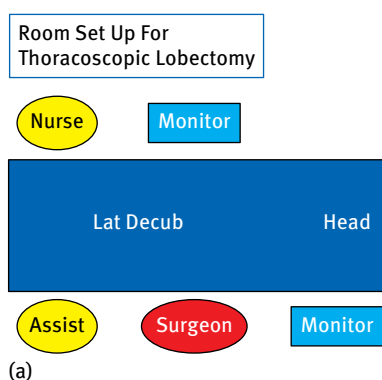 Room Set Up For
Thoracoscopic Lobectomy
Nurse
Monitor
Lat Decub
Head
Assist
Surgeon
Monitor
(a)